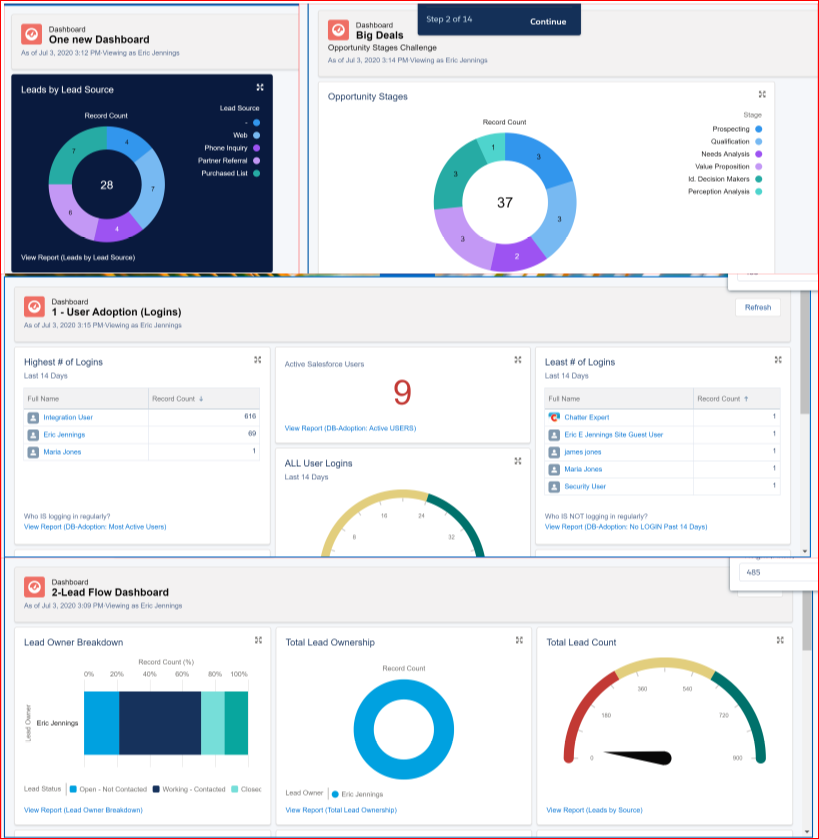 Dashboard
One new Dashboard
As of Jul 3, 2020 3:12 PM·Viewing as Eric Jennings
Leads by Lead Source
Record Count
Lead Source
-
Web
Phone Inquiry
Partner Referral
Purchased List
4
7
4
6
7
28
View Report (Leads by Lead Source)
Step 2 of 14
Continue
Dashboard
Big Deals
Opportunity Stages Challenge
As of Jul 3, 2020 3:14 PM·Viewing as Eric Jennings
Opportunity Stages
Record Count
Stage
Prospecting
Qualification
Needs Analysis
Value Proposition
Id. Decision Makers
Perception Analysis
1
3
3
3
3
2
37
Dashboard
1 - User Adoption (Logins)
As of Jul 3, 2020 3:15 PM·Viewing as Eric Jennings
Refresh
Highest # of Logins
Last 14 Days
Full Name Record Count ↓
Integration User 616
Eric Jennings 69
Maria Jones 1
Who IS logging in regularly?
View Report (DB-Adoption: Most Active Users)
Active Salesforce Users
9
View Report (DB-Adoption: Active USERS)
ALL User Logins
Last 14 Days
8
16
24
32
Least # of Logins
Last 14 Days
Full Name Record Count ↑
Chatter Expert 1
Eric E Jennings Site Guest User 1
james jones 1
Maria Jones 1
Security User 1
Who IS NOT logging in regularly?
View Report (DB-Adoption: No LOGIN Past 14 Days)
485
Dashboard
2-Lead Flow Dashboard
As of Jul 3, 2020 3:09 PM·Viewing as Eric Jennings
Lead Owner Breakdown
Record Count (%)
0% 20% 40% 60% 80% 100%
Lead Owner
Eric Jennings
Lead Status
Open - Not Contacted
Working - Contacted
Closed
View Report (Lead Owner Breakdown)
Total Lead Ownership
Record Count
Lead Owner
Eric Jennings
View Report (Total Lead Ownership)
Total Lead Count
0
180
360
540
720
900
View Report (Leads by Source)